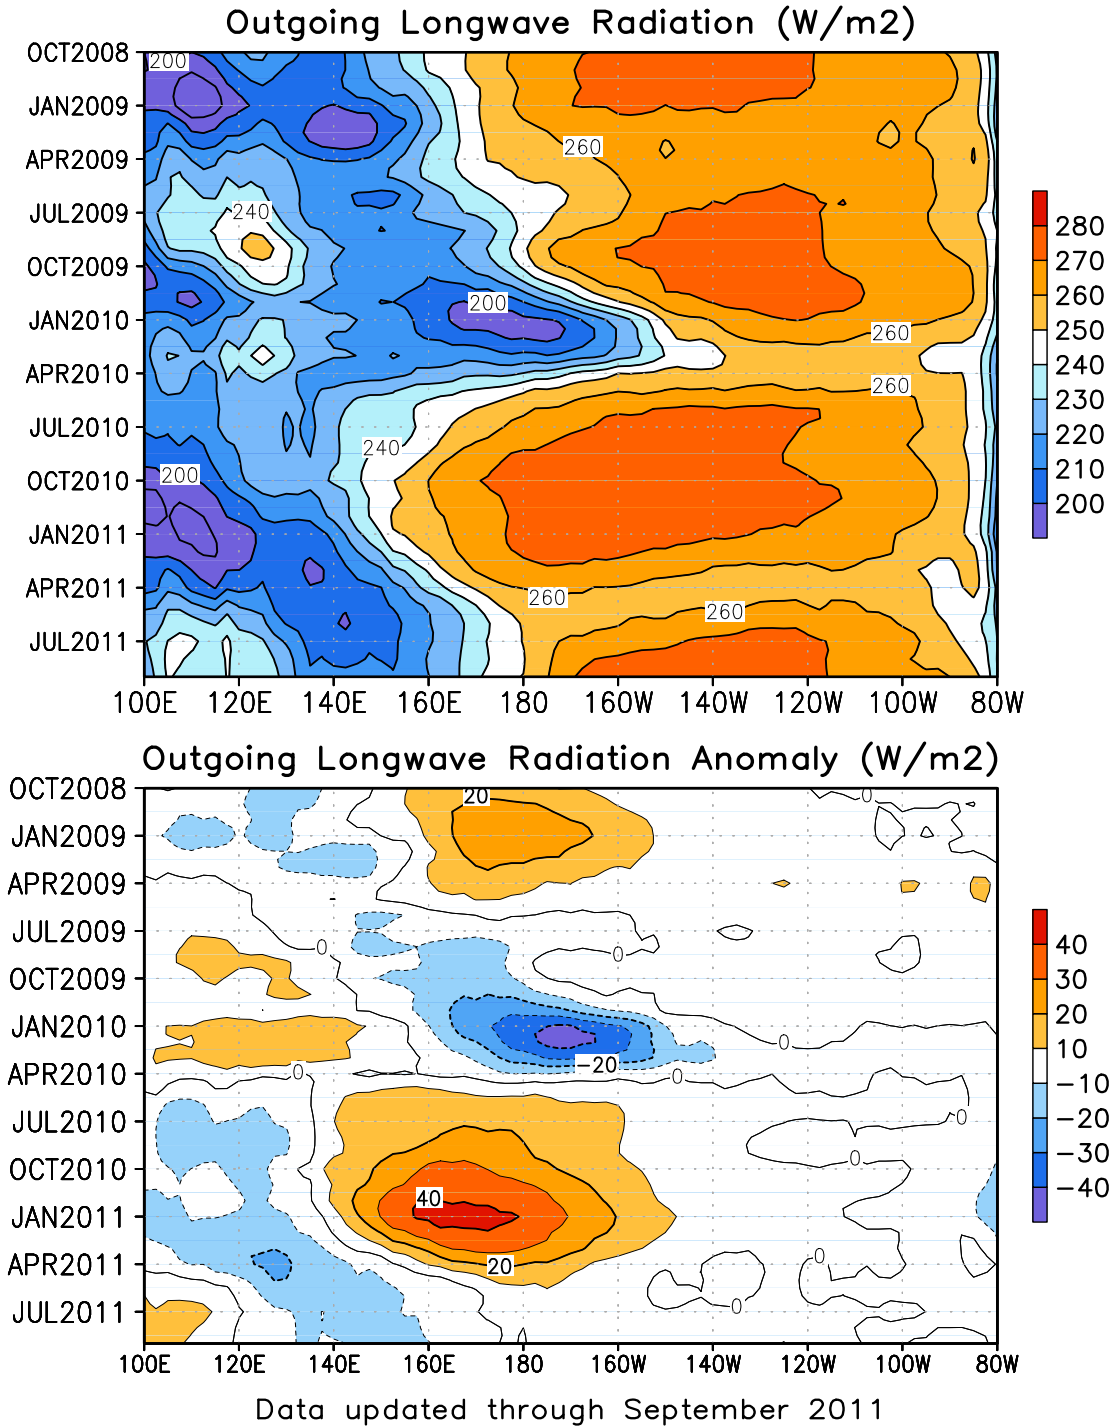 Outgoing Longwave Radiation (W/m2)
OCT2008
200
JAN2009
260
APR2009
240
JUL2009
280
270
OCT2009
260
200
JAN2010
260
250
240
APR2010
260
230
JUL2010
220
240
210
200
OCT2010
200
JAN2011
APR2011
260
260
JUL2011
100E 120E 140E 160E 180 160W 140W 120W 100W 80W
Outgoing Longwave Radiation Anomaly (W/m2)
OCT2008
20
0
JAN2009
APR2009
JUL2009
0
0
40
OCT2009
30
20
JAN2010
0
10
-20
APR2010
0
0
-10
JUL2010
0
-20
OCT2010
0
-30
40
-40
JAN2011
APR2011
20
0
JUL2011
0
100E 120E 140E 160E 180 160W 140W 120W 100W 80W
Data updated through September 2011